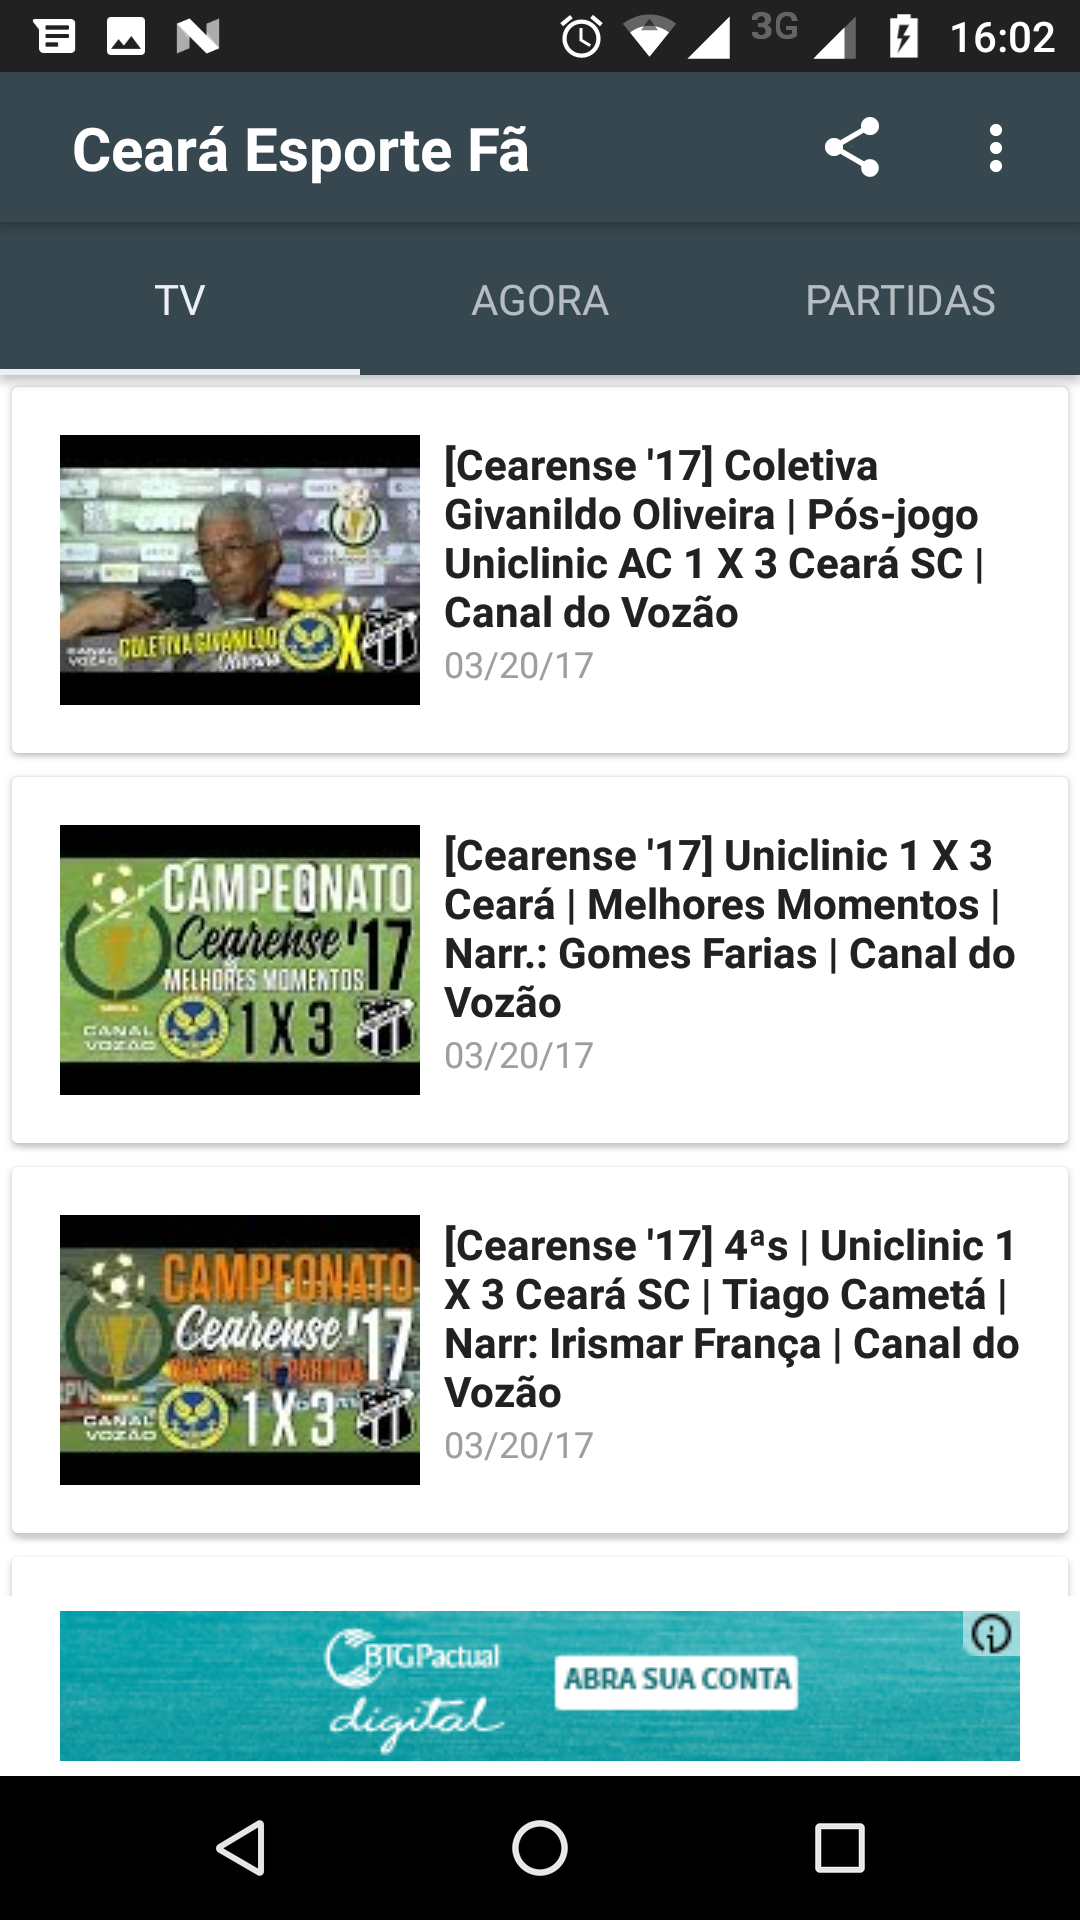 3G 16:02
Ceará Esporte Fã
TV AGORA PARTIDAS
[Cearense '17] Coletiva
Givanildo Oliveira | Pós-jogo
Uniclinic AC 1 X 3 Ceará SC |
Canal do Vozão
03/20/17
COLETIVA GIVANILDO
Oliveira
X
CANAL
VOZÃO
[Cearense '17] Uniclinic 1 X 3
Ceará | Melhores Momentos |
Narr.: Gomes Farias | Canal do
Vozão
03/20/17
CAMPEONATO
Cearense '17
MELHORES MOMENTOS
CANAL
VOZÃO
1 X 3
[Cearense '17] 4ªs | Uniclinic 1
X 3 Ceará SC | Tiago Cametá |
Narr: Irismar França | Canal do
Vozão
03/20/17
CAMPEONATO
Cearense '17
CANAL
VOZÃO
1 X 3
BTGPactual
digital
ABRA SUA CONTA